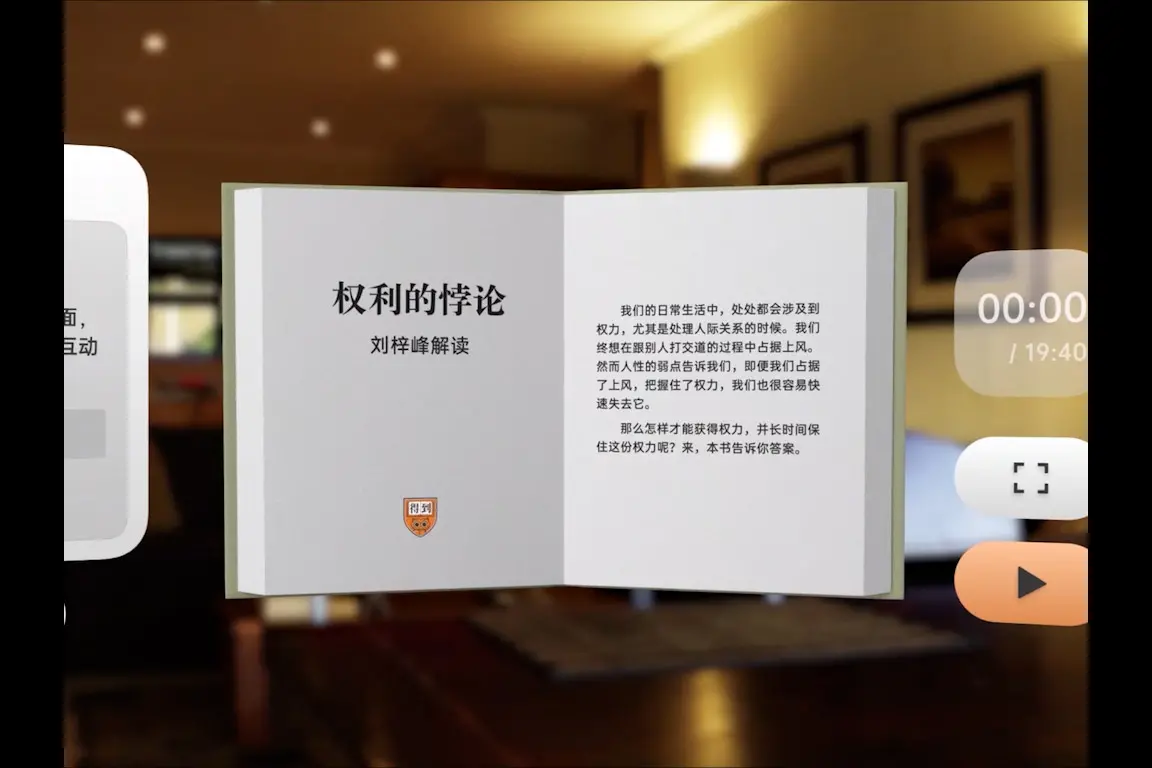 面，
互动
权利的悖论
刘梓峰解读
得到
我们的日常生活中，处处都会涉及到
权力，尤其是处理人际关系的时候。我们
终想在跟别人打交道的过程中占据上风。
然而人性的弱点告诉我们，即便我们占据
了上风，把握住了权力，我们也很容易快
速失去它。
那么怎样才能获得权力，并长时间保
住这份权力呢？来，本书告诉你答案。
00:00
/ 19:40